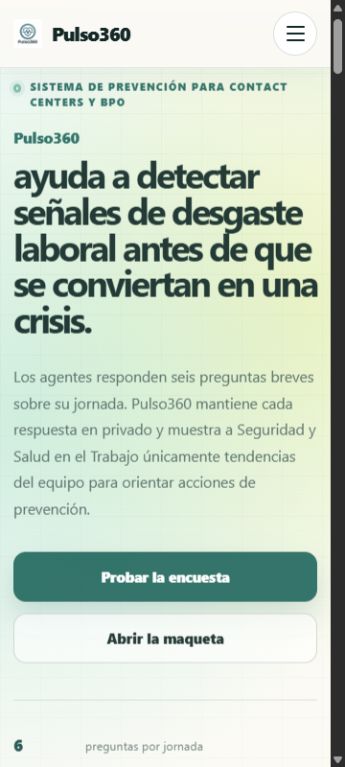 Pulso360
Pulso360
SISTEMA DE PREVENCIÓN PARA CONTACT
CENTERS Y BPO
Pulso360
ayuda a detectar
señales de desgaste
laboral antes de que
se conviertan en una
crisis.
Los agentes responden seis preguntas breves
sobre su jornada. Pulso360 mantiene cada
respuesta en privado y muestra a Seguridad y
Salud en el Trabajo únicamente tendencias
del equipo para orientar acciones de
prevención.
Probar la encuesta
Abrir la maqueta
6 preguntas por jornada